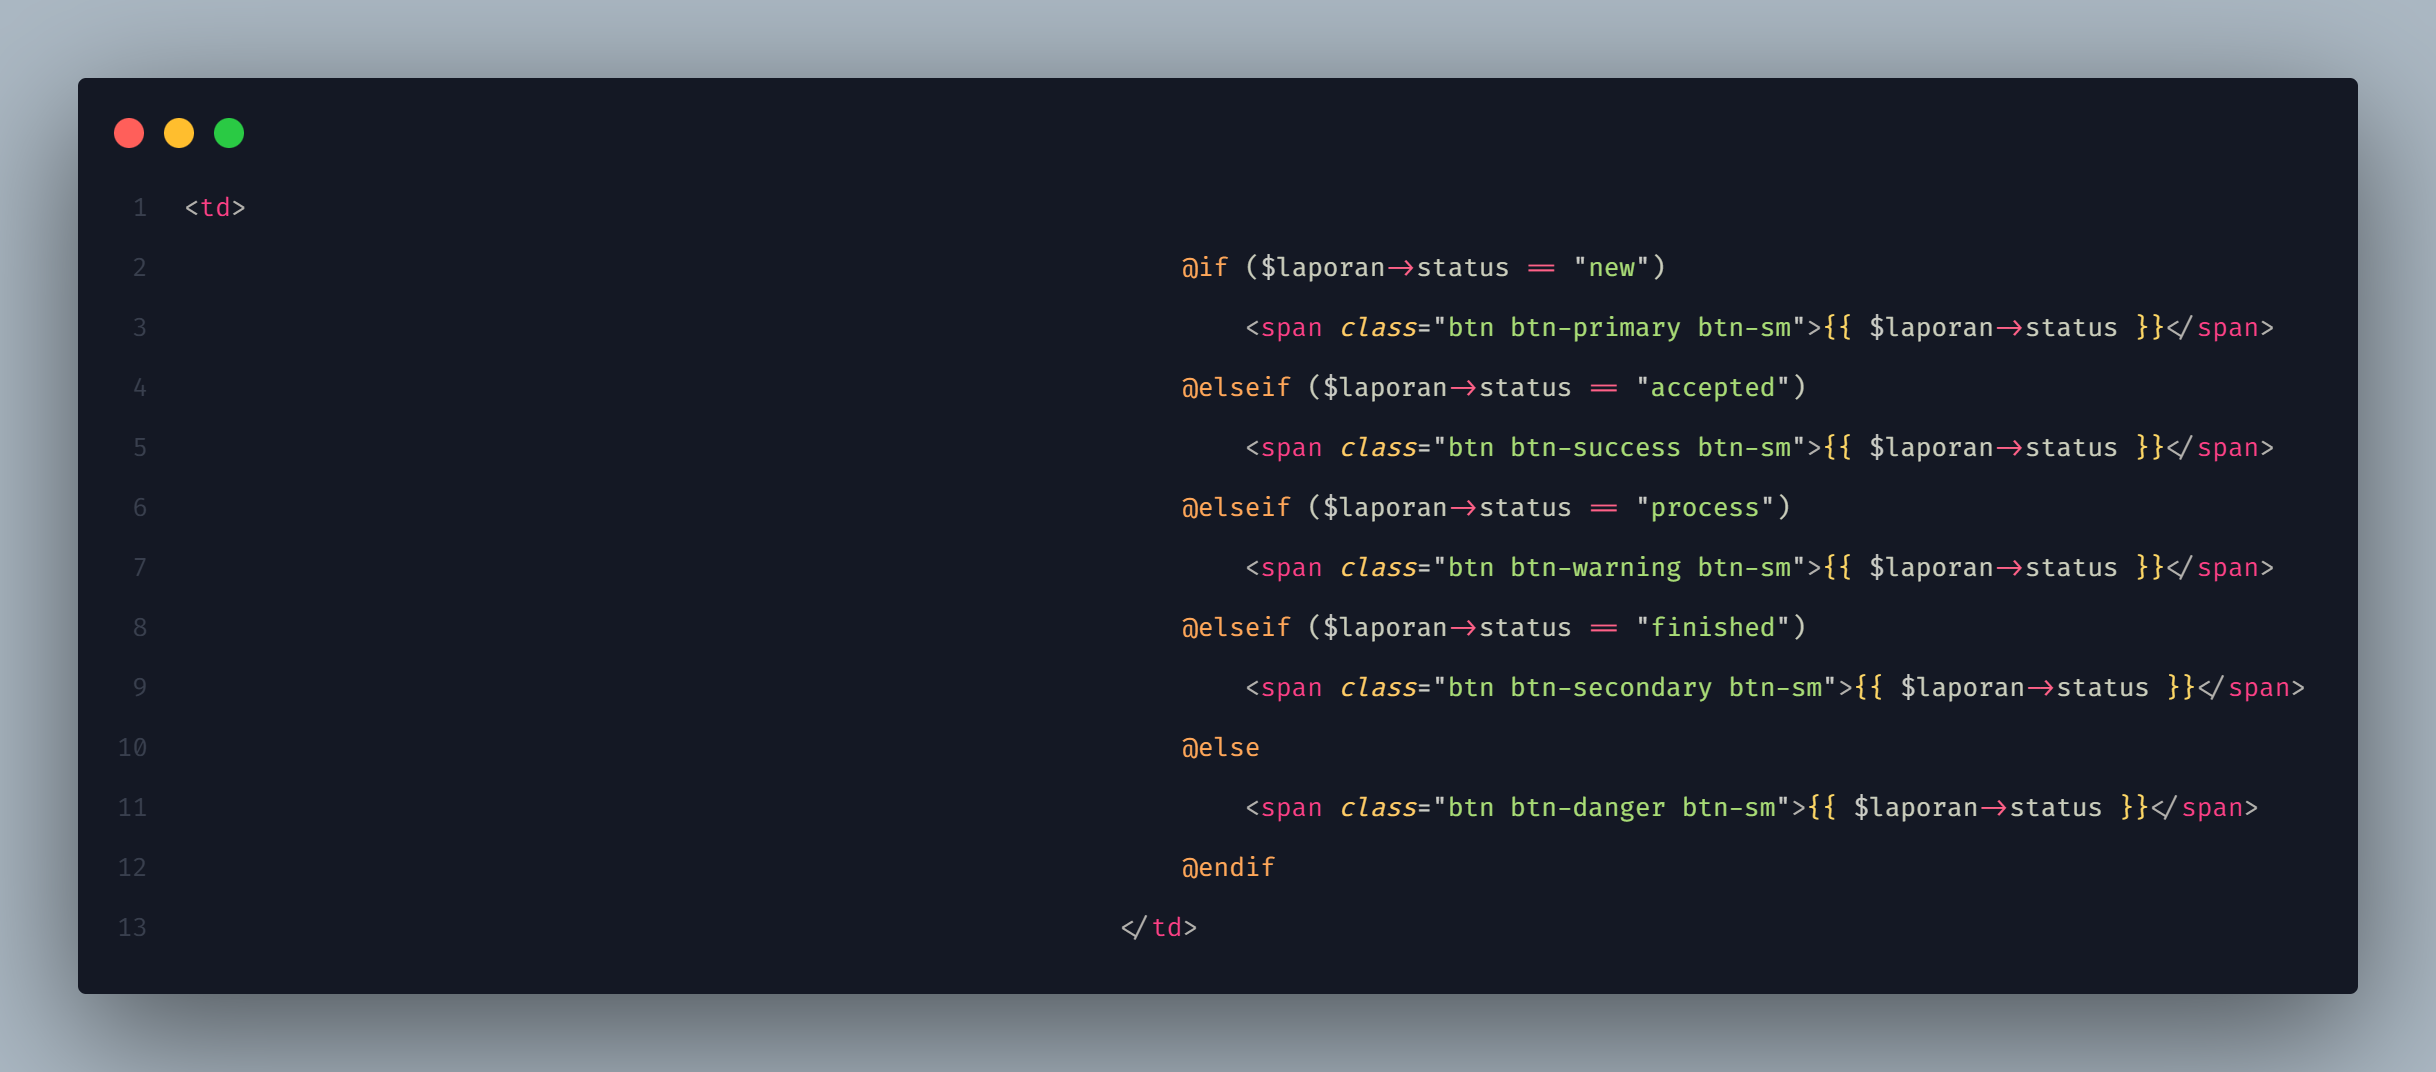 1 <td>
2 @if ($laporan->status == "new")
3 <span class="btn btn-primary btn-sm">{{ $laporan->status }}</span>
4 @elseif ($laporan->status == "accepted")
5 <span class="btn btn-success btn-sm">{{ $laporan->status }}</span>
6 @elseif ($laporan->status == "process")
7 <span class="btn btn-warning btn-sm">{{ $laporan->status }}</span>
8 @elseif ($laporan->status == "finished")
9 <span class="btn btn-secondary btn-sm">{{ $laporan->status }}</span>
10 @else
11 <span class="btn btn-danger btn-sm">{{ $laporan->status }}</span>
12 @endif
13 </td>